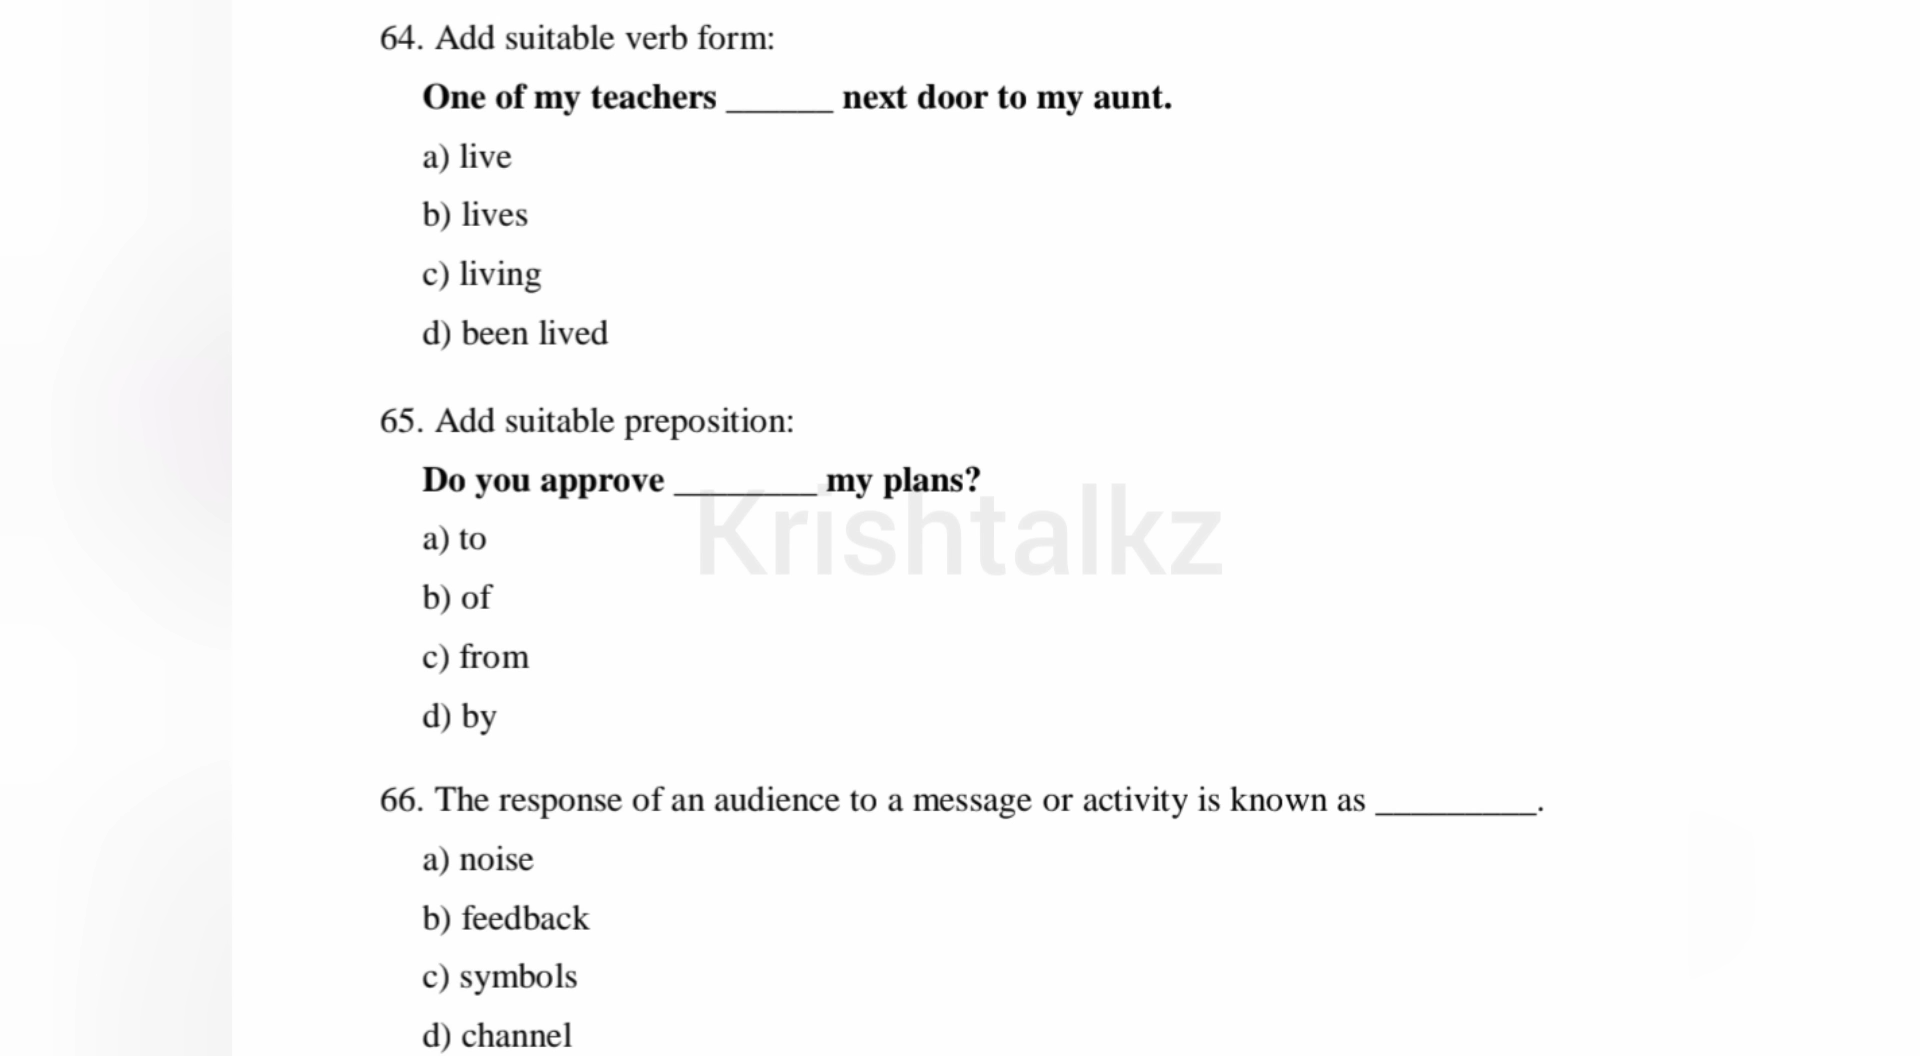 64. Add suitable verb form:
One of my teachers ______ next door to my aunt.
a) live
b) lives
c) living
d) been lived
65. Add suitable preposition:
Do you approve ________ my plans?
Krishtalkz
a) to
b) of
c) from
d) by
66. The response of an audience to a message or activity is known as _________.
a) noise
b) feedback
c) symbols
d) channel